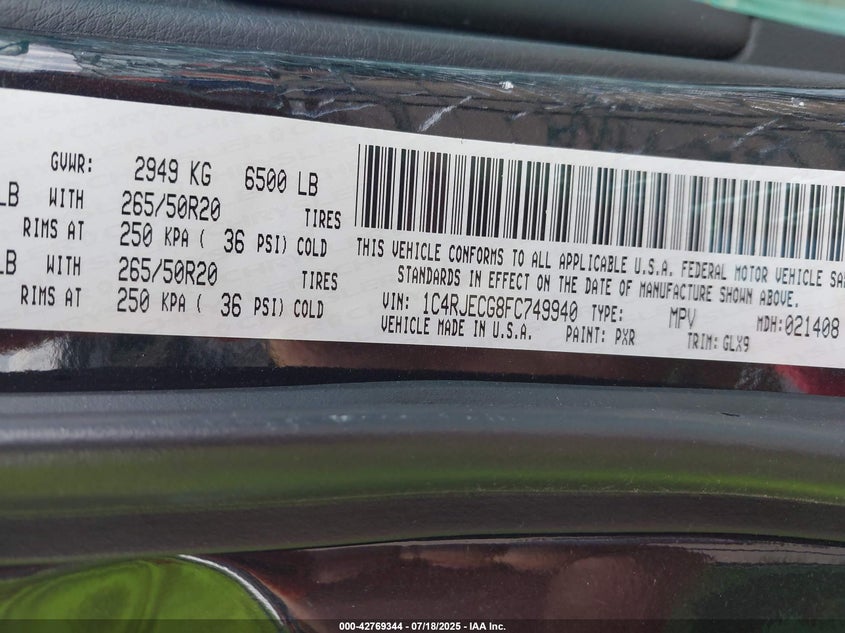 GVWR: 2949 KG 6500 LB
LB WITH 265/50R20 TIRES
RIMS AT 250 KPA ( 36 PSI) COLD
LB WITH 265/50R20 TIRES
RIMS AT 250 KPA ( 36 PSI) COLD
THIS VEHICLE CONFORMS TO ALL APPLICABLE U.S.A. FEDERAL MOTOR VEHICLE SA
STANDARDS IN EFFECT ON THE DATE OF MANUFACTURE SHOWN ABOVE.
VIN: 1C4RJECG8FC749940 TYPE: MPV MDH:021408
VEHICLE MADE IN U.S.A. PAINT: PXR TRIM: GLX9
000-42769344 - 07/18/2025 - IAA Inc.